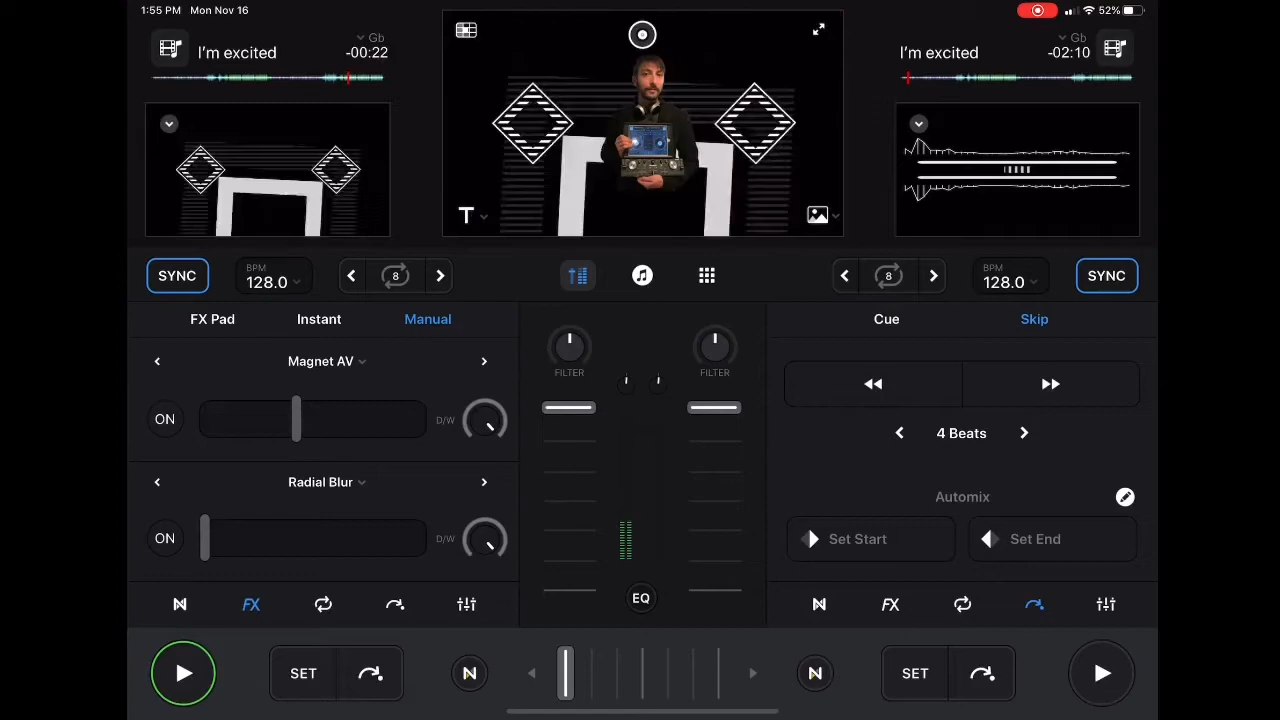 1:55 PM Mon Nov 16
52%
I'm excited
Gb
-00:22
I'm excited
Gb
-02:10
T
SYNC
BPM
128.0
8
8
BPM
128.0
SYNC
FX Pad Instant Manual
Cue Skip
Magnet AV
FILTER
FILTER
ON
D/W
4 Beats
Radial Blur
Automix
ON
D/W
Set Start
Set End
EQ
FX
FX
SET
N
N
SET